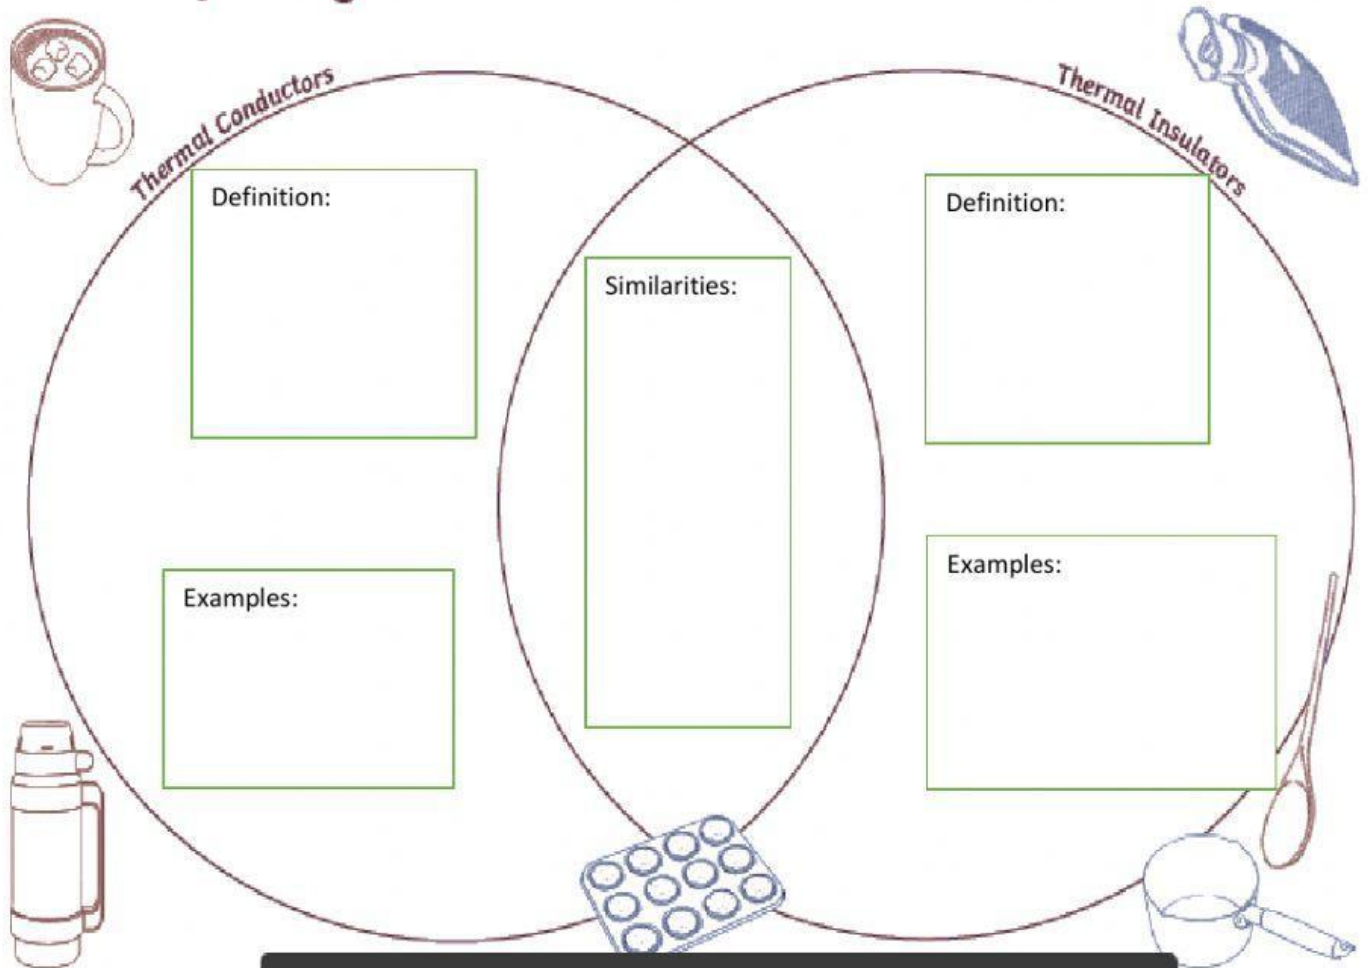 Thermal Conductors
Thermal Insulators
Definition:
Definition:
Similarities:
Examples:
Examples: